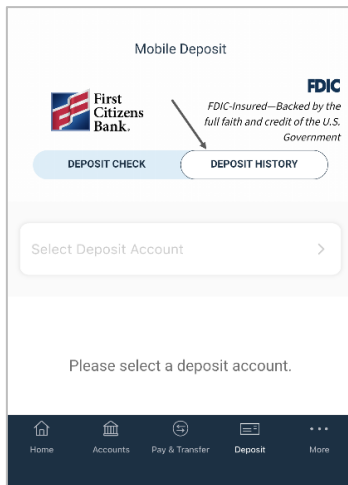 Mobile Deposit
First
Citizens
Bank.
FDIC
FDIC-Insured—Backed by the
full faith and credit of the U.S.
Government
DEPOSIT CHECK
DEPOSIT HISTORY
Select Deposit Account
Please select a deposit account.
Home
Accounts
Pay & Transfer
Deposit
More